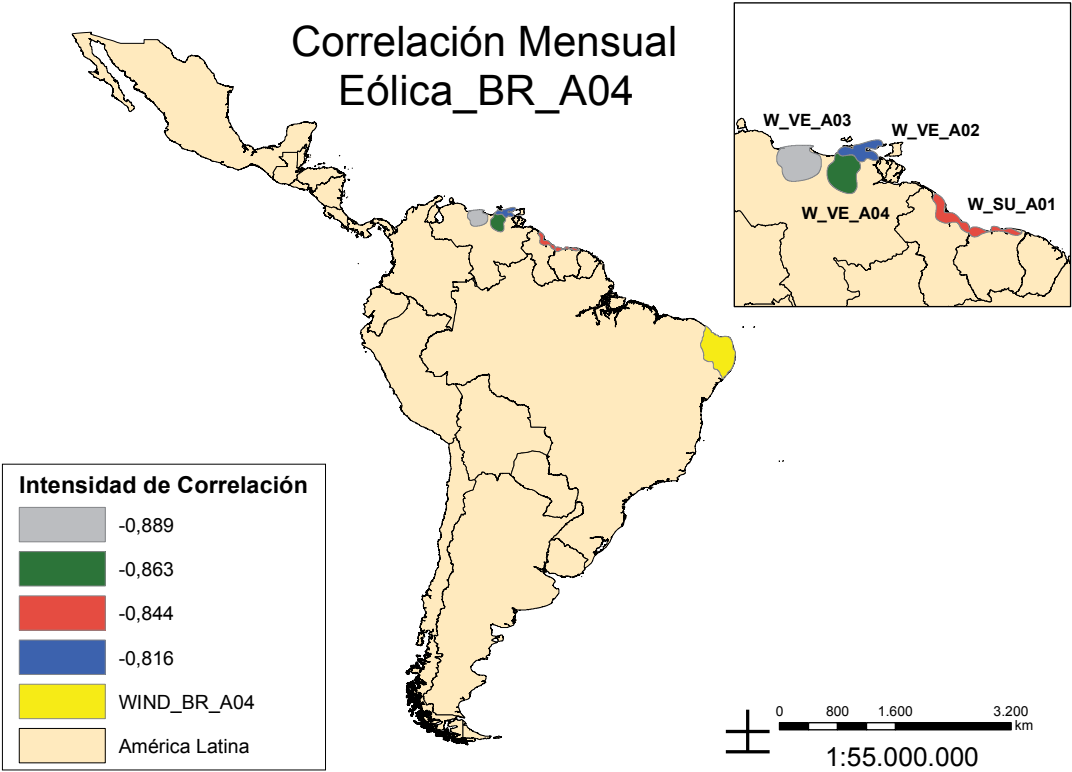 Correlación Mensual
Eólica_BR_A04
W_VE_A03
W_VE_A02
W_VE_A04
W_SU_A01
Intensidad de Correlación
-0,889
-0,863
-0,844
-0,816
WIND_BR_A04
América Latina
0 800 1.600 3.200
km
1:55.000.000